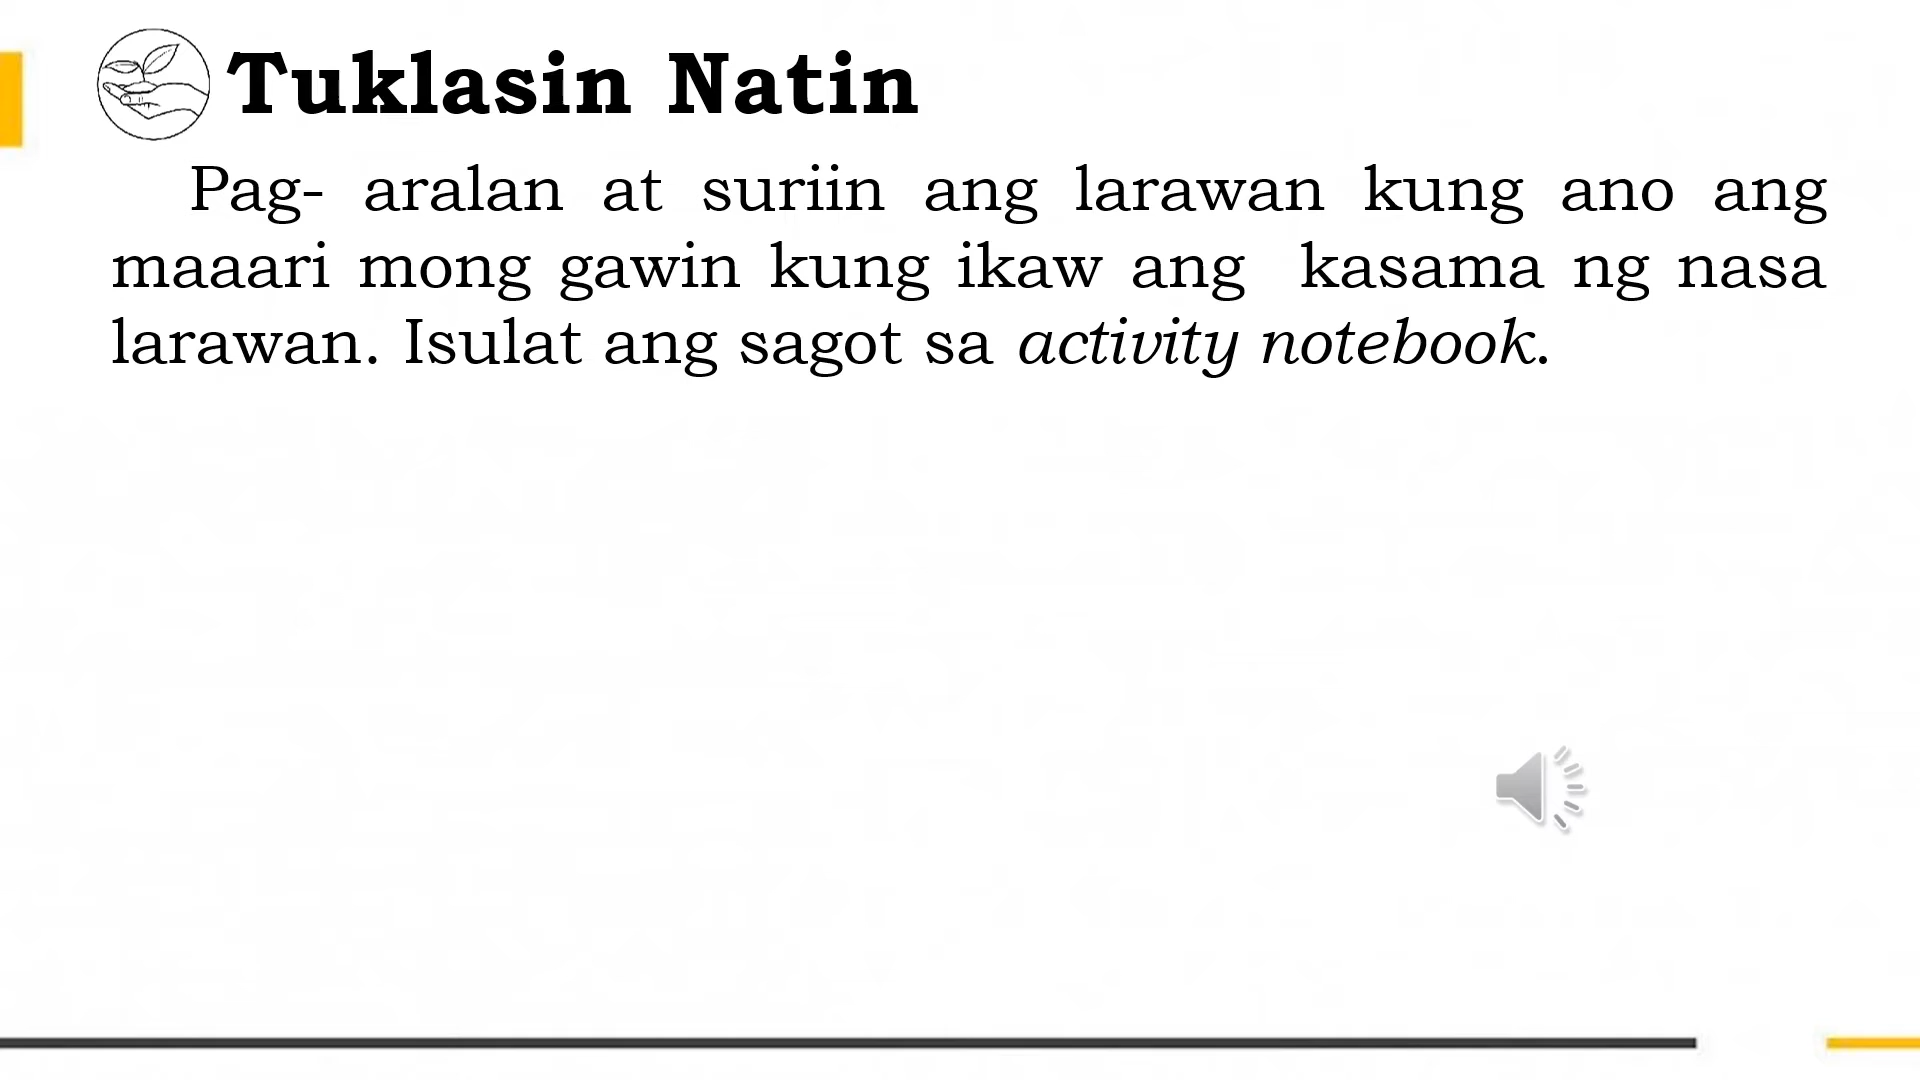 Tuklasin Natin
Pag- aralan at suriin ang larawan kung ano ang
maaari mong gawin kung ikaw ang kasama ng nasa
larawan. Isulat ang sagot sa activity notebook.